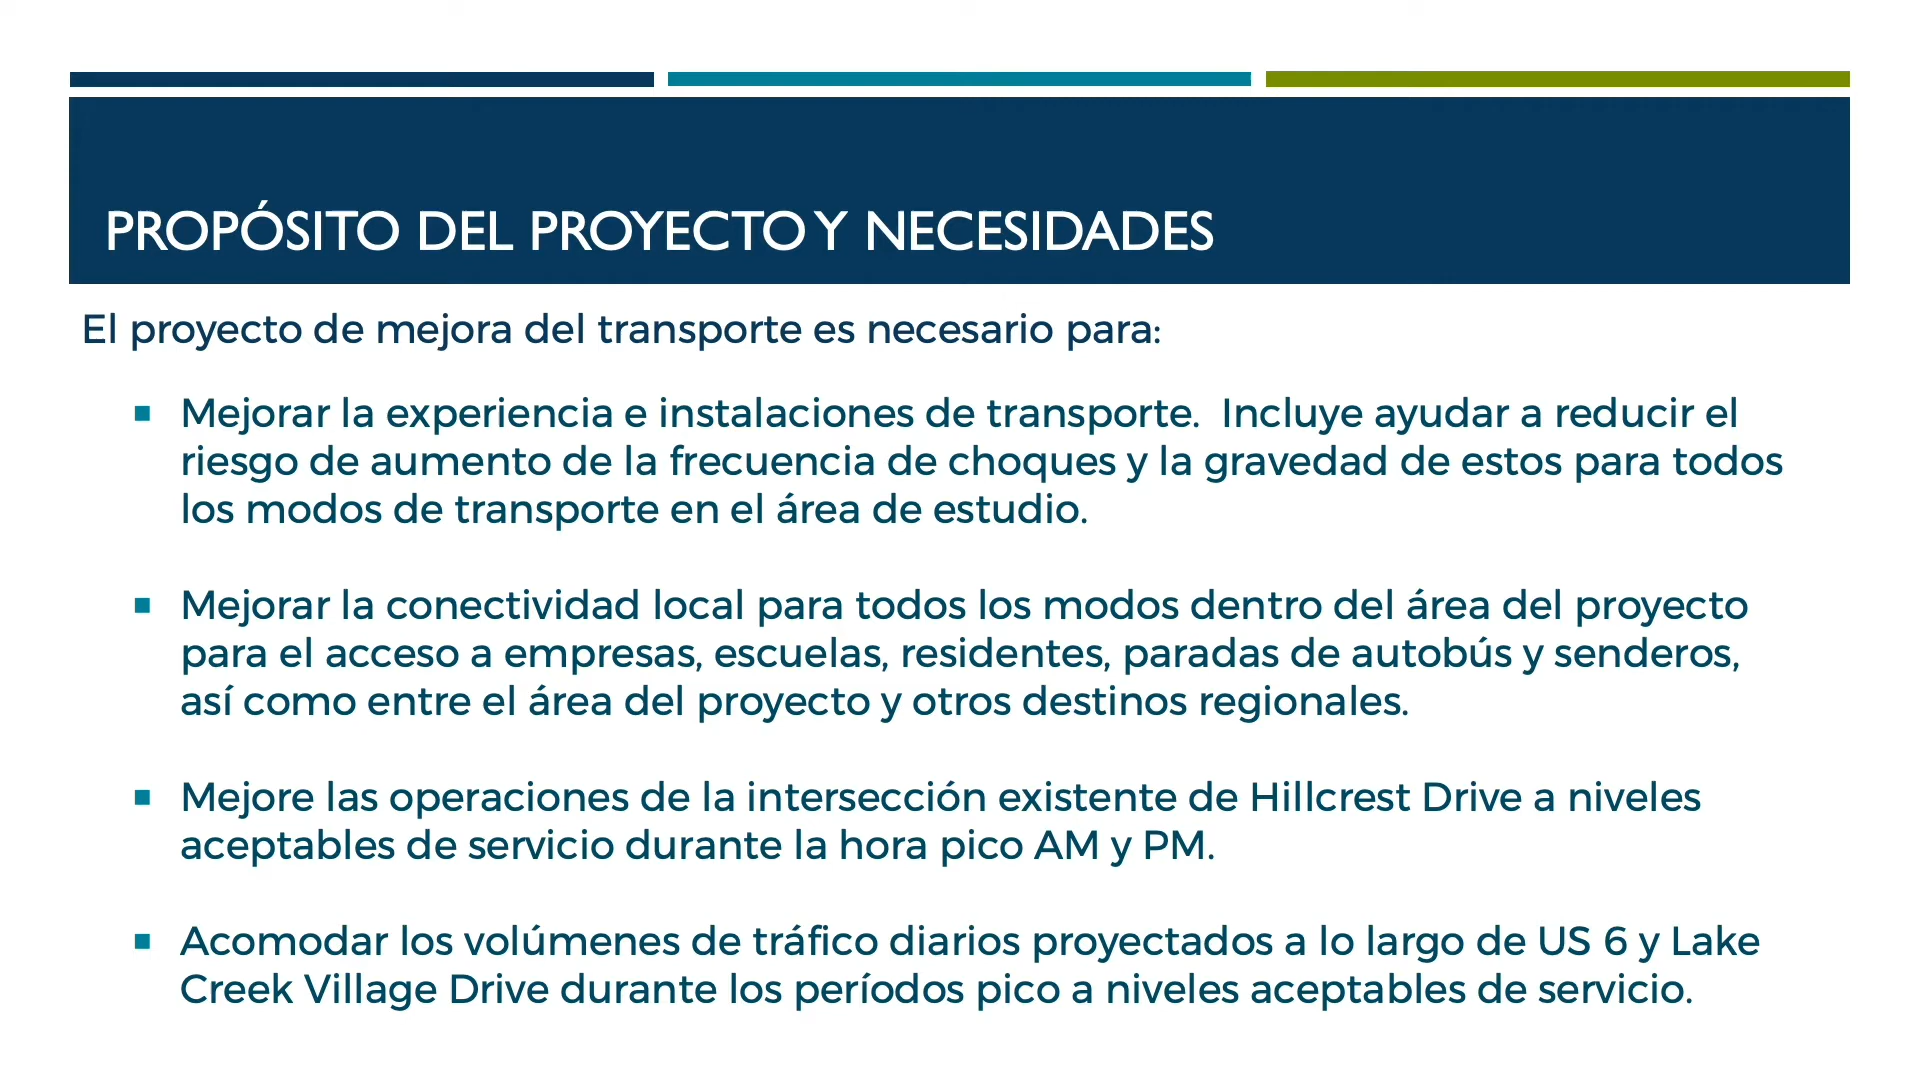 PROPÓSITO DEL PROYECTO Y NECESIDADES
El proyecto de mejora del transporte es necesario para:
Mejorar la experiencia e instalaciones de transporte.  Incluye ayudar a reducir el
riesgo de aumento de la frecuencia de choques y la gravedad de estos para todos
los modos de transporte en el área de estudio.
Mejorar la conectividad local para todos los modos dentro del área del proyecto
para el acceso a empresas, escuelas, residentes, paradas de autobús y senderos,
así como entre el área del proyecto y otros destinos regionales.
Mejore las operaciones de la intersección existente de Hillcrest Drive a niveles
aceptables de servicio durante la hora pico AM y PM.
Acomodar los volúmenes de tráfico diarios proyectados a lo largo de US 6 y Lake
Creek Village Drive durante los períodos pico a niveles aceptables de servicio.